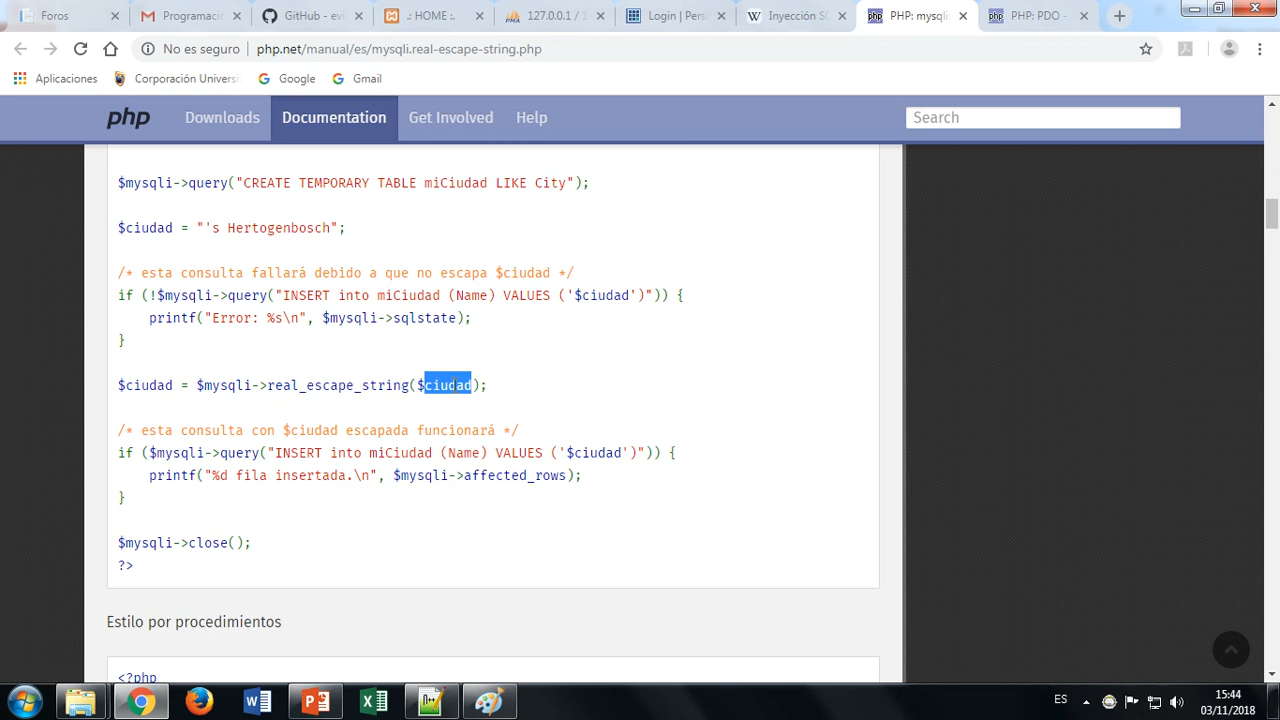 Foros
Programació
GitHub - evi
.: HOME :.
127.0.0.1 / 1
Login | Pers
Inyección SQ
PHP: mysqli
PHP: PDO -
No es seguro
php.net/manual/es/mysqli.real-escape-string.php
Aplicaciones
Corporación Univers
Google
Gmail
php
Downloads
Documentation
Get Involved
Help
Search
$mysqli->query("CREATE TEMPORARY TABLE miCiudad LIKE City");
$ciudad = "'s Hertogenbosch";
/* esta consulta fallará debido a que no escapa $ciudad */
if (!$mysqli->query("INSERT into miCiudad (Name) VALUES ('$ciudad')")) {
printf("Error: %s\n", $mysqli->sqlstate);
}
$ciudad = $mysqli->real_escape_string($ciudad);
/* esta consulta con $ciudad escapada funcionará */
if ($mysqli->query("INSERT into miCiudad (Name) VALUES ('$ciudad')")) {
printf("%d fila insertada.\n", $mysqli->affected_rows);
}
$mysqli->close();
?>
Estilo por procedimientos
<?php
ES
15:44
03/11/2018